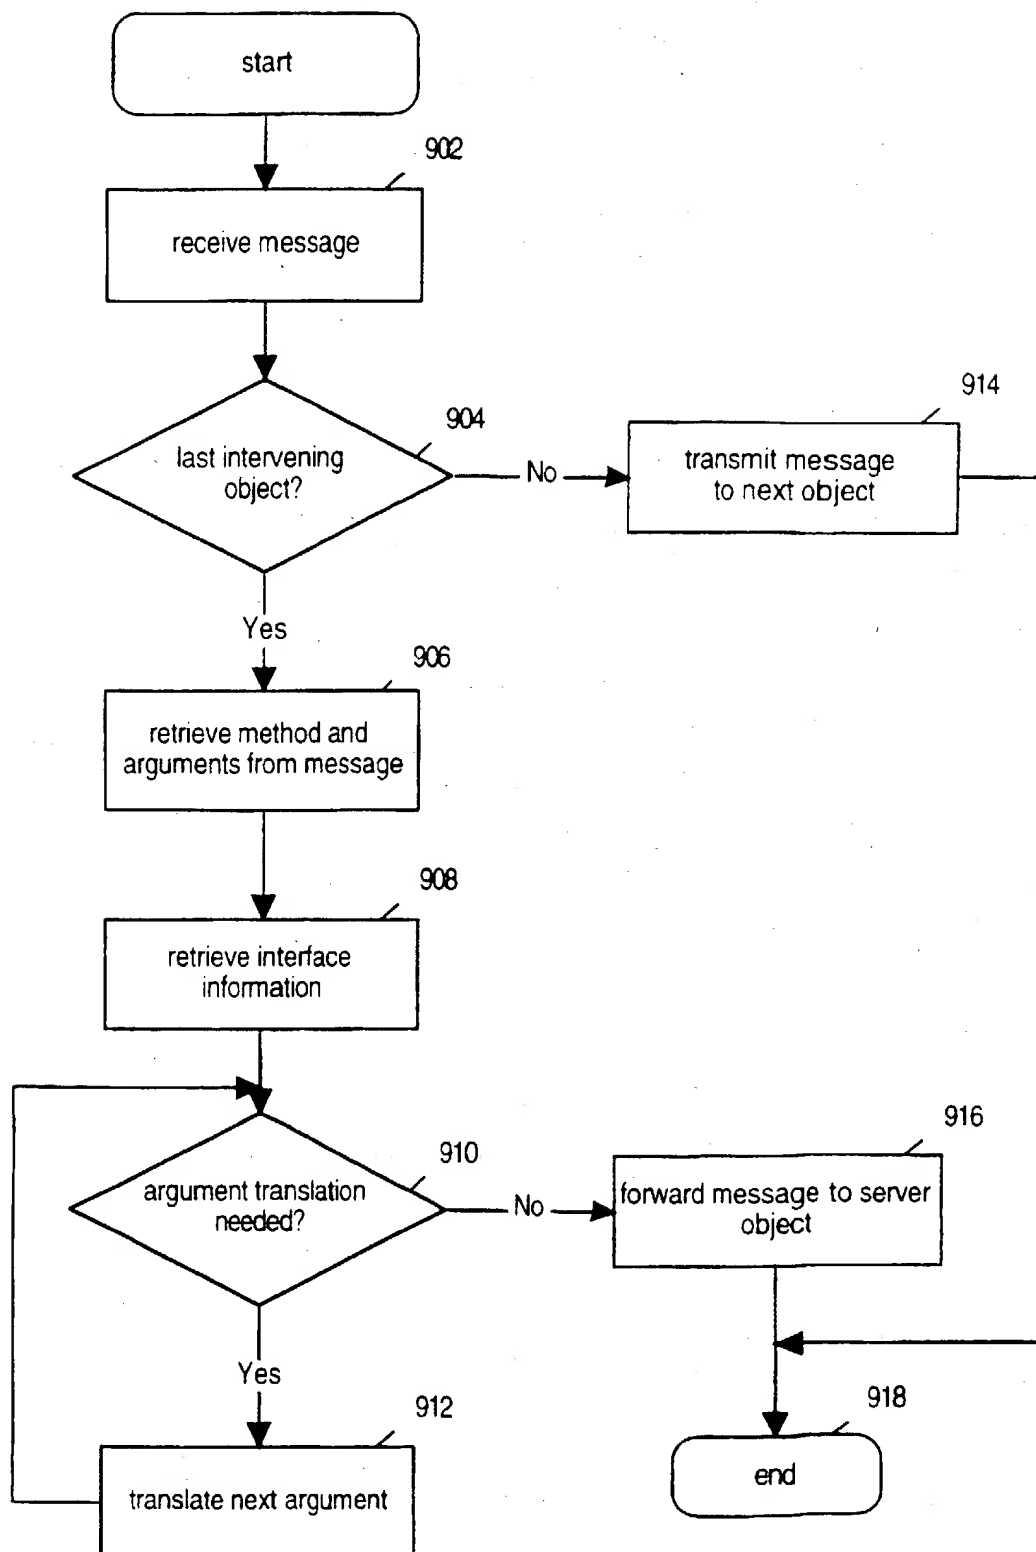 start
902
receive message
904
last intervening
object?
No
914
transmit message
to next object
Yes
906
retrieve method and
arguments from message
908
retrieve interface
information
910
argument translation
needed?
No
916
forward message to server
object
Yes
912
translate next argument
918
end